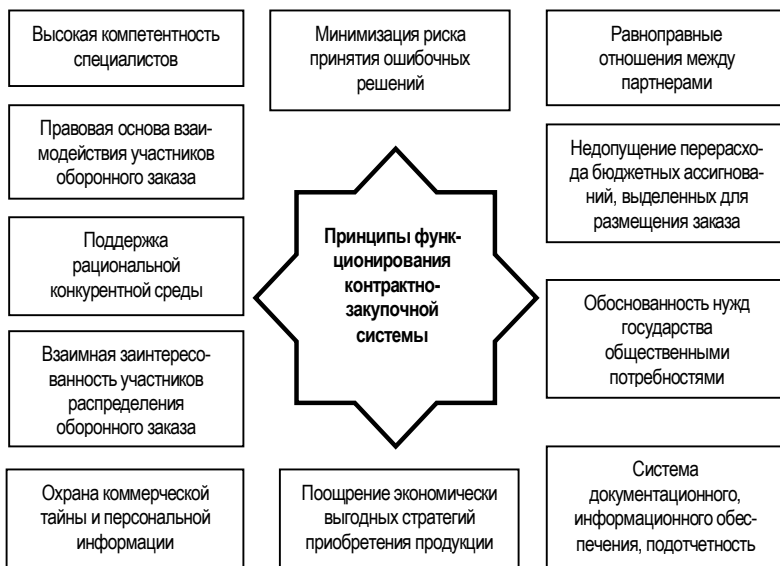 Высокая компетентность
специалистов
Минимизация риска
принятия ошибочных
решений
Равноправные
отношения между
партнерами
Правовая основа взаи-
модействия участников
оборонного заказа
Недопущение перерасхо-
да бюджетных ассигнова-
ний, выделенных для
размещения заказа
Поддержка
рациональной
конкурентной среды
Принципы функ-
ционирования
контрактно-
закупочной
системы
Обоснованность нужд
государства
общественными
потребностями
Взаимная заинтересо-
ванность участников
распределения
оборонного заказа
Охрана коммерческой
тайны и персональной
информации
Поощрение экономически
выгодных стратегий
приобретения продукции
Система
документационного,
информационного обес-
печения, подотчетность